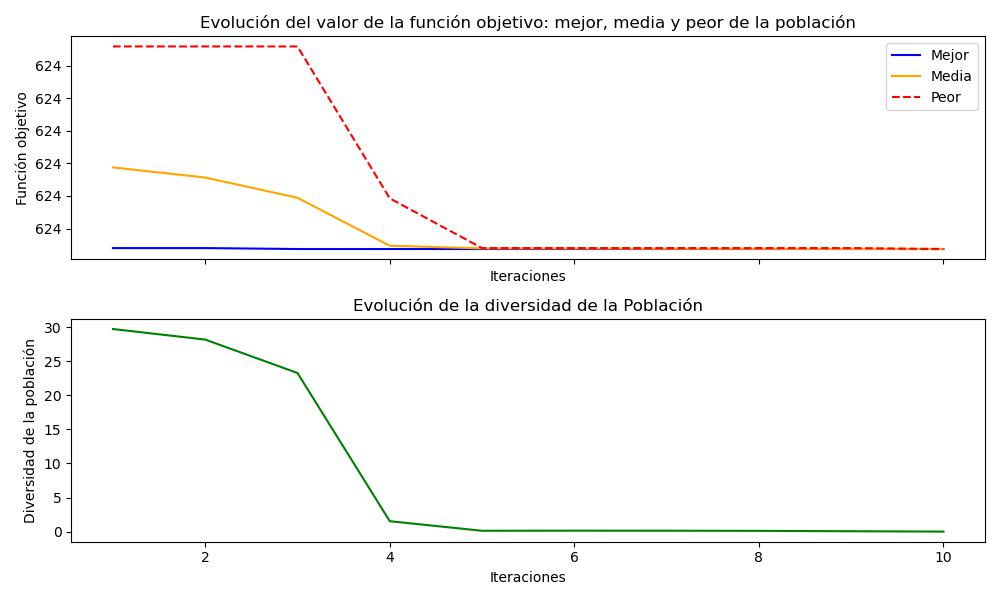 Evolución del valor de la función objetivo: mejor, media y peor de la población
Función objetivo
624
624
624
624
624
624
Mejor
Media
Peor
Iteraciones
Evolución de la diversidad de la Población
Diversidad de la población
30
25
20
15
10
5
0
2 4 6 8 10
Iteraciones